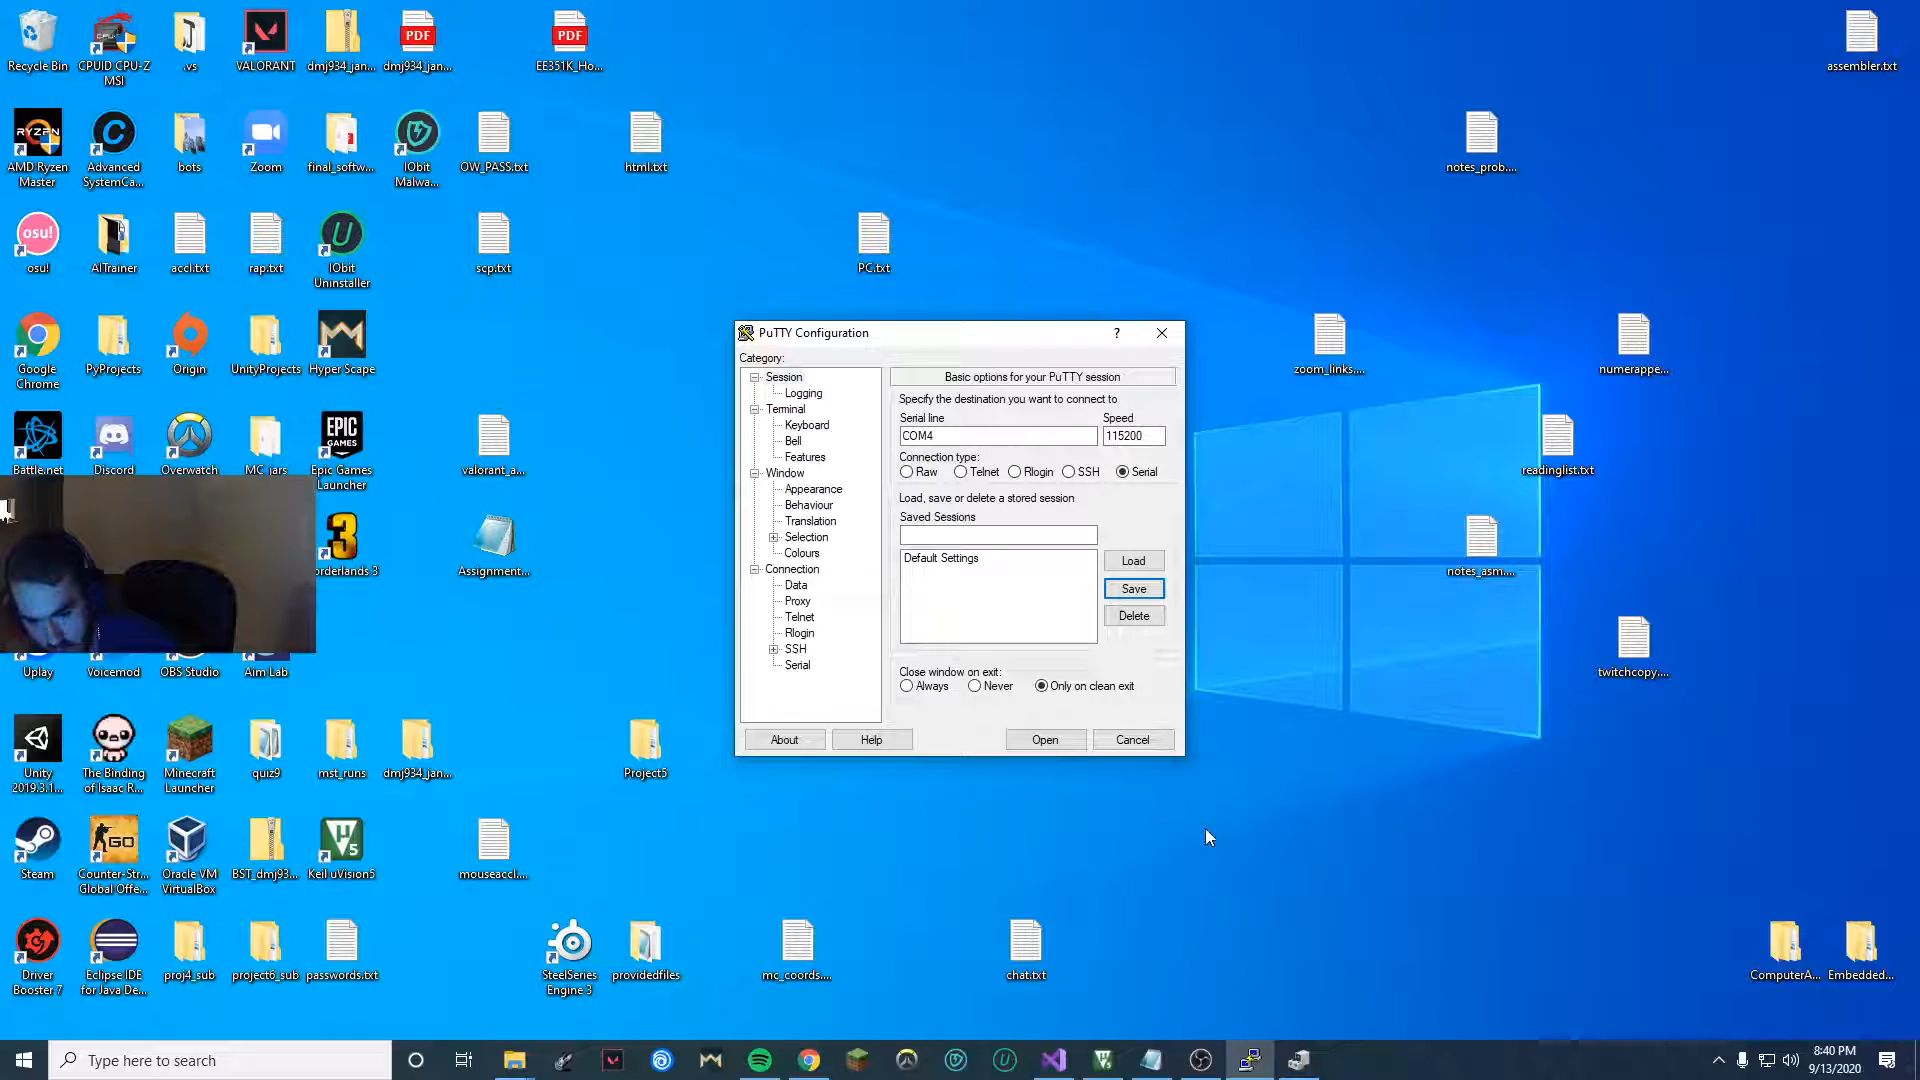 Recycle Bin
CPUID CPU-Z
MSI
.vs
VALORANT
dmj934_jan...
dmj934_jan...
PDF
EE351K_Ho...
PDF
assembler.txt
RYZEN
AMD Ryzen
Master
Advanced
SystemCa...
bots
Zoom
final_softw...
IObit
Malwa...
OW_PASS.txt
html.txt
notes_prob....
osu!
osu!
AITrainer
accl.txt
rap.txt
IObit
Uninstaller
scp.txt
PC.txt
Google
Chrome
PyProjects
Origin
UnityProjects
Hyper Scape
zoom_links....
numerappe...
Battle.net
Discord
Overwatch
MC jars
EPIC
GAMES
Epic Games
Launcher
valorant_a...
readinglist.txt
3
orderlands 3
Assignment...
notes_asm....
Uplay
Voicemod
OBS Studio
Aim Lab
twitchcopy....
Unity
2019.3.1...
The Binding
of Isaac R...
Minecraft
Launcher
quiz9
mst_runs
dmj934_jan...
Project5
Steam
GO
Counter-Str...
Global Offe...
Oracle VM
VirtualBox
BST_dmj93...
Keil uVision5
mouseaccl....
Driver
Booster 7
Eclipse IDE
for Java De...
proj4_sub
project6_sub
passwords.txt
SteelSeries
Engine 3
providedfiles
mc_coords....
chat.txt
ComputerA...
Embedded...
PuTTY Configuration
?
Category:
Session
Logging
Terminal
Keyboard
Bell
Features
Window
Appearance
Behaviour
Translation
Selection
Colours
Connection
Data
Proxy
Telnet
Rlogin
SSH
Serial
Basic options for your PuTTY session
Specify the destination you want to connect to
Serial line
Speed
COM4
115200
Connection type:
Raw
Telnet
Rlogin
SSH
Serial
Load, save or delete a stored session
Saved Sessions
Default Settings
Load
Save
Delete
Close window on exit:
Always
Never
Only on clean exit
About
Help
Open
Cancel
Type here to search
8:40 PM
9/13/2020